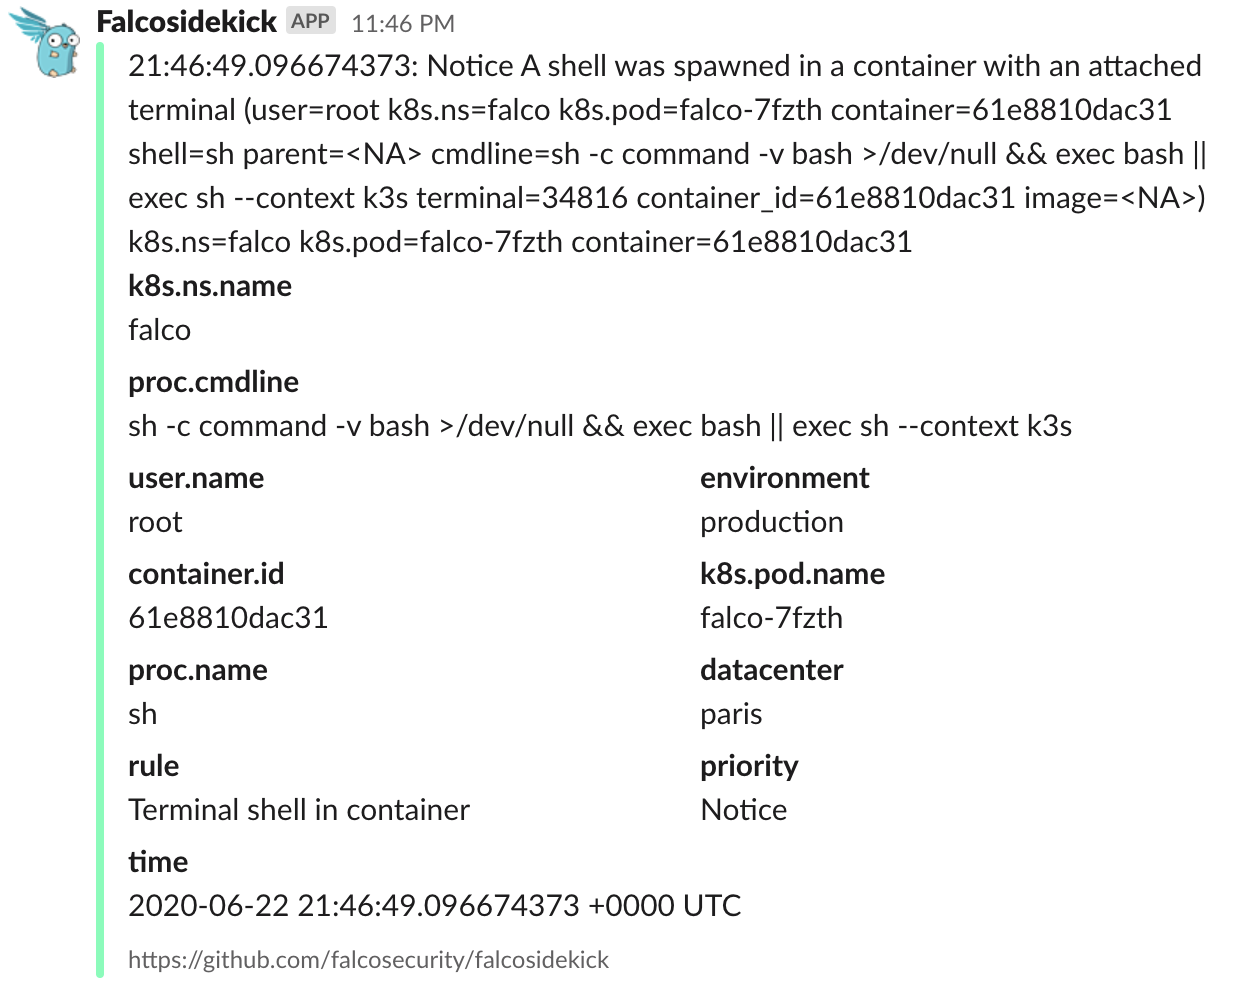 Falcosidekick APP 11:46 PM
21:46:49.096674373: Notice A shell was spawned in a container with an attached
terminal (user=root k8s.ns=falco k8s.pod=falco-7fzth container=61e8810dac31
shell=sh parent=<NA> cmdline=sh -c command -v bash >/dev/null && exec bash ||
exec sh --context k3s terminal=34816 container_id=61e8810dac31 image=<NA>)
k8s.ns=falco k8s.pod=falco-7fzth container=61e8810dac31
k8s.ns.name
falco
proc.cmdline
sh -c command -v bash >/dev/null && exec bash || exec sh --context k3s
user.name environment
root production
container.id k8s.pod.name
61e8810dac31 falco-7fzth
proc.name datacenter
sh paris
rule priority
Terminal shell in container Notice
time
2020-06-22 21:46:49.096674373 +0000 UTC
https://github.com/falcosecurity/falcosidekick